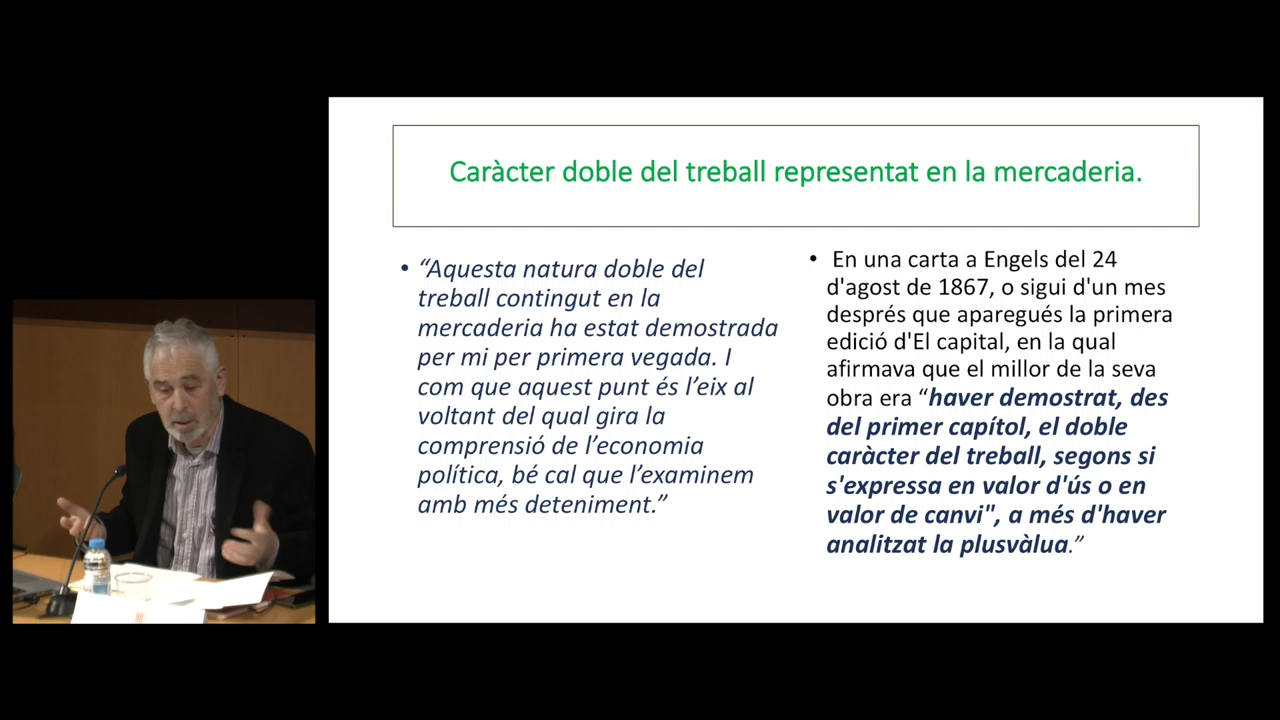 Caràcter doble del treball representat en la mercaderia.
• “Aquesta natura doble del
treball contingut en la
mercaderia ha estat demostrada
per mi per primera vegada. I
com que aquest punt és l’eix al
voltant del qual gira la
comprensió de l’economia
política, bé cal que l’examinem
amb més deteniment.”
• En una carta a Engels del 24
d'agost de 1867, o sigui d'un mes
després que aparegués la primera
edició d'El capital, en la qual
afirmava que el millor de la seva
obra era “haver demostrat, des
del primer capítol, el doble
caràcter del treball, segons si
s'expressa en valor d'ús o en
valor de canvi", a més d'haver
analitzat la plusvàlua.”